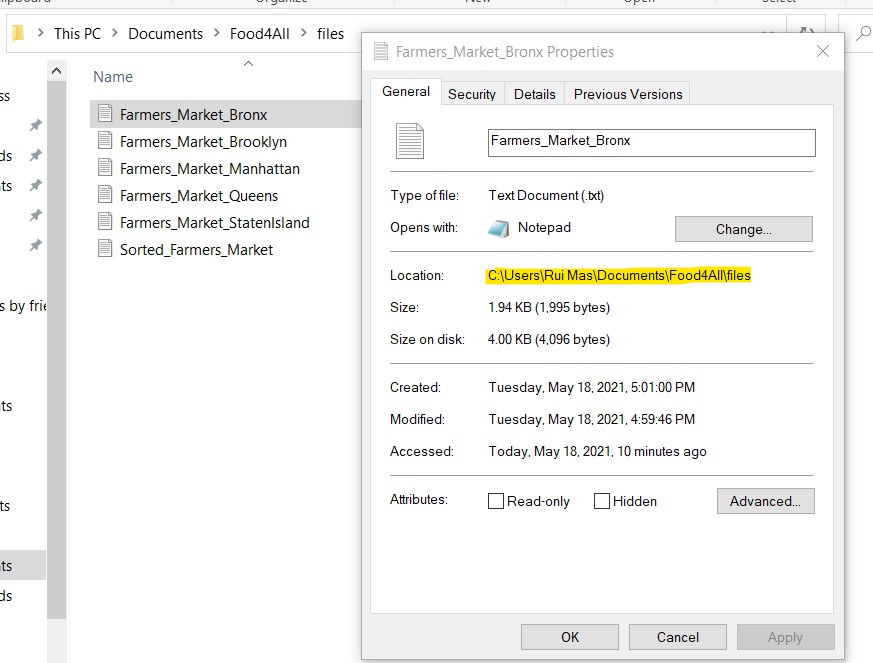 Organize
New
Open
Select
This PC > Documents > Food4All > files
Name
Farmers_Market_Bronx
Farmers_Market_Brooklyn
Farmers_Market_Manhattan
Farmers_Market_Queens
Farmers_Market_StatenIsland
Sorted_Farmers_Market
ss
ds
ts
s by frie
ts
ts
ts
ds
Farmers_Market_Bronx Properties
General Security Details Previous Versions
Farmers_Market_Bronx
Type of file: Text Document (.txt)
Opens with: Notepad Change...
Location: C:\Users\Rui Mas\Documents\Food4All\files
Size: 1.94 KB (1,995 bytes)
Size on disk: 4.00 KB (4,096 bytes)
Created: Tuesday, May 18, 2021, 5:01:00 PM
Modified: Tuesday, May 18, 2021, 4:59:46 PM
Accessed: Today, May 18, 2021, 10 minutes ago
Attributes: Read-only Hidden Advanced...
OK Cancel Apply